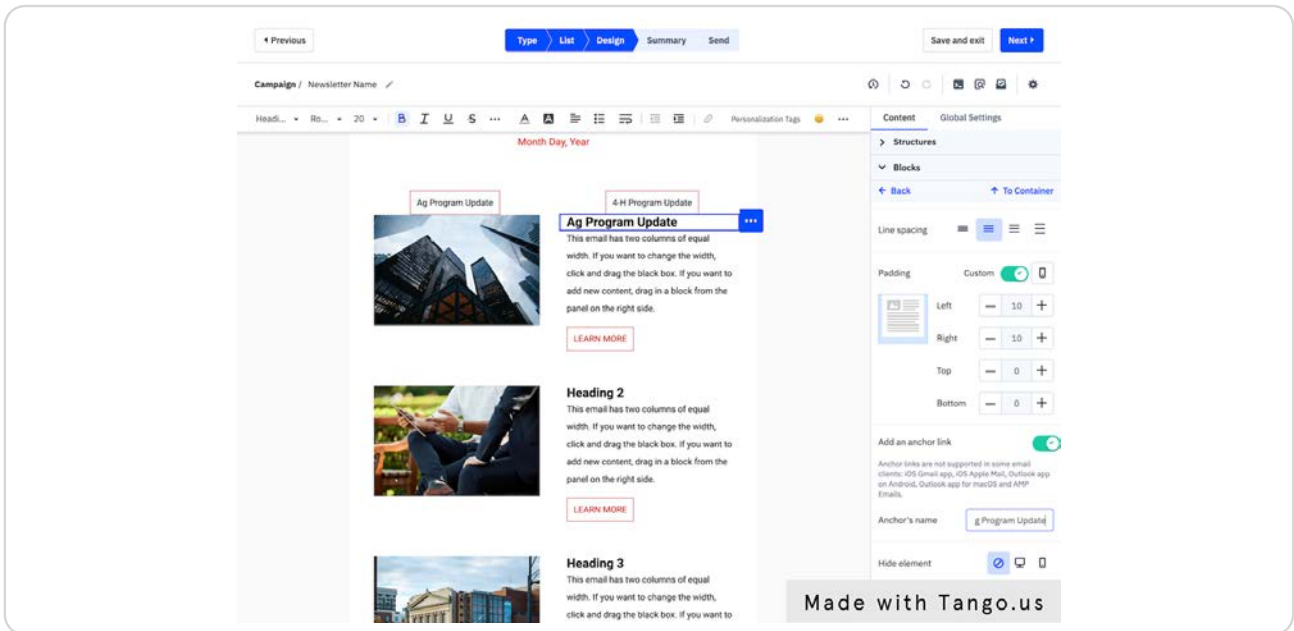 Previous
Type
List
Design
Summary
Send
Save and exit
Next
Campaign / Newsletter Name
Headi...
Ro...
20
B I U S ...
A A
Personalization Tags
...
Month Day, Year
Ag Program Update
4-H Program Update
Ag Program Update
This email has two columns of equal
width. If you want to change the width,
click and drag the black box. If you want to
add new content, drag in a block from the
panel on the right side.
LEARN MORE
Heading 2
This email has two columns of equal
width. If you want to change the width,
click and drag the black box. If you want to
add new content, drag in a block from the
panel on the right side.
LEARN MORE
Heading 3
This email has two columns of equal
width. If you want to change the width,
click and drag the black box. If you want to
Content
Global Settings
Structures
Blocks
Back
To Container
Line spacing
Padding
Custom
Left
10
Right
10
Top
0
Bottom
0
Add an anchor link
Anchor links are not supported in some email
clients: iOS Gmail app, iOS Apple Mail, Outlook app
on Android, Outlook app for macOS and AMP
Emails.
Anchor's name
g Program Update
Hide element
Made with Tango.us